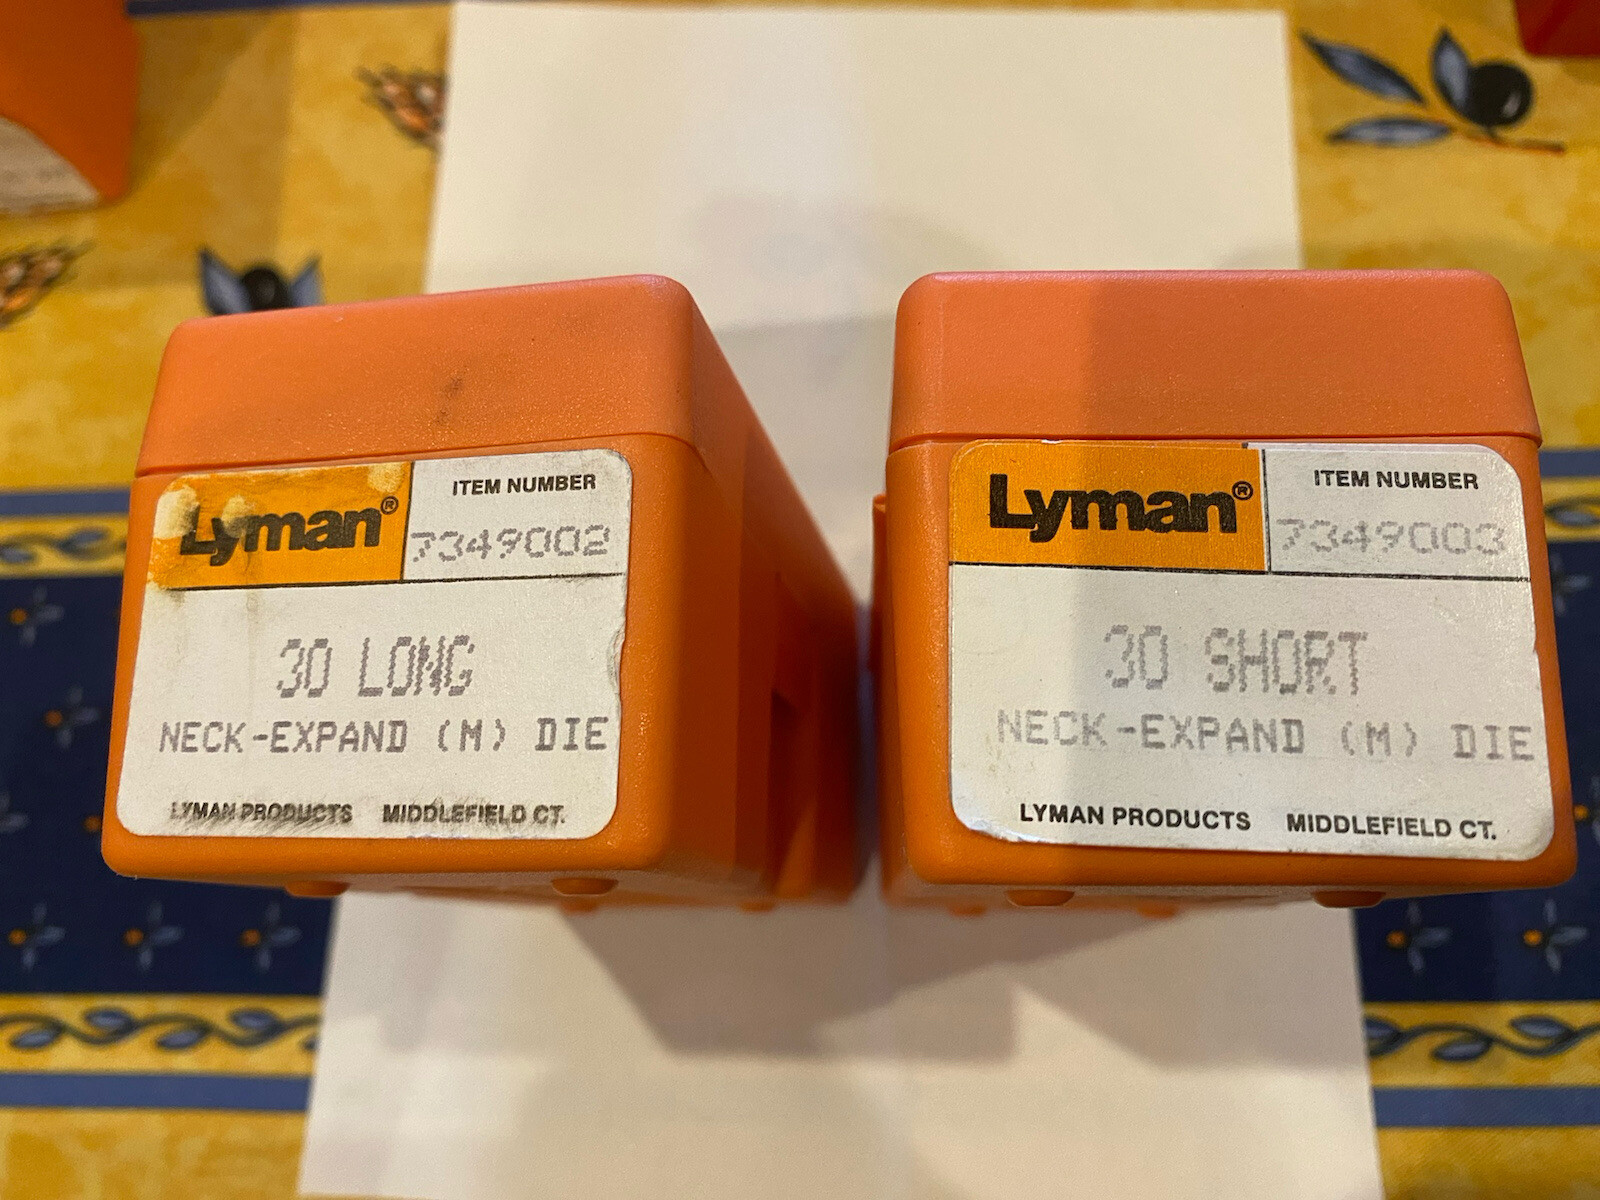 Lyman®
ITEM NUMBER
7349002
30 LONG
NECK-EXPAND (M) DIE
LYMAN PRODUCTS MIDDLEFIELD CT.
Lyman®
ITEM NUMBER
7349003
30 SHORT
NECK-EXPAND (M) DIE
LYMAN PRODUCTS MIDDLEFIELD CT.